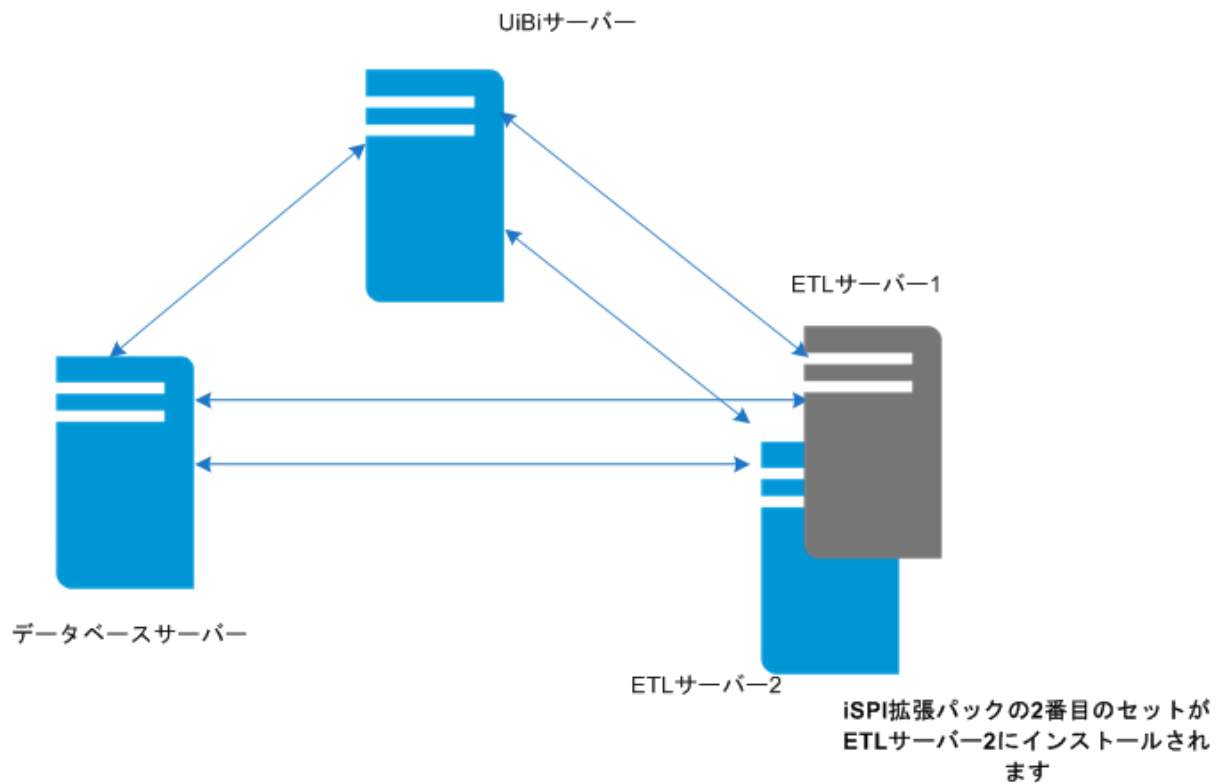 UiBiサーバー
ETLサーバー1
データベースサーバー
ETLサーバー2
iSPI拡張パックの2番目のセットが
ETLサーバー2にインストールされ
ます